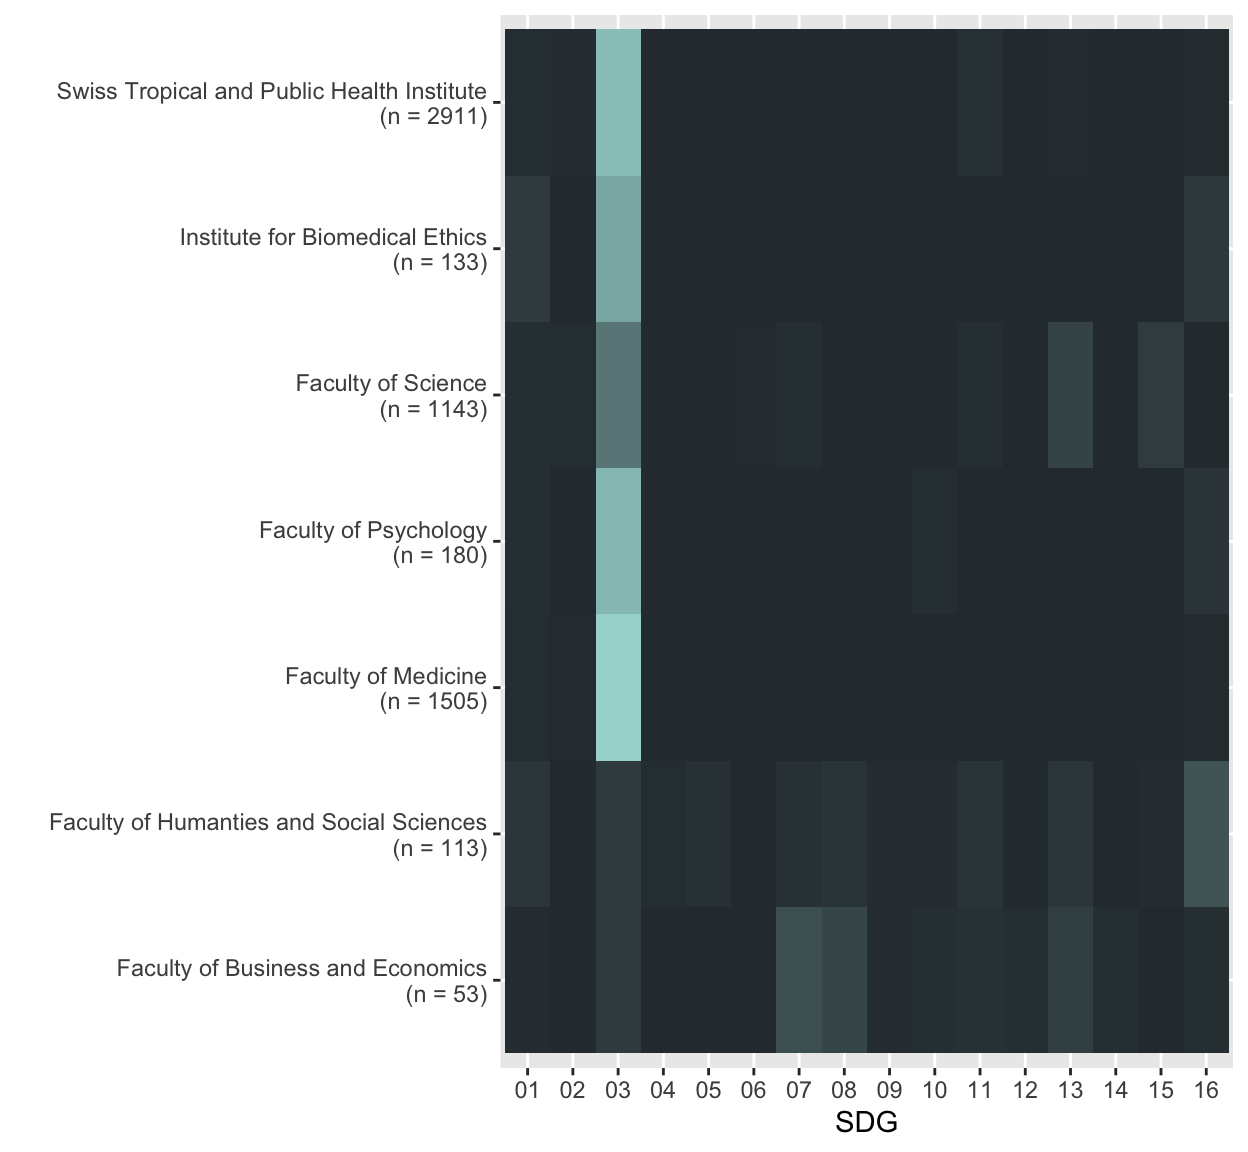 Swiss Tropical and Public Health Institute
(n = 2911)
Institute for Biomedical Ethics
(n = 133)
Faculty of Science
(n = 1143)
Faculty of Psychology
(n = 180)
Faculty of Medicine
(n = 1505)
Faculty of Humanties and Social Sciences
(n = 113)
Faculty of Business and Economics
(n = 53)
01 02 03 04 05 06 07 08 09 10 11 12 13 14 15 16
SDG